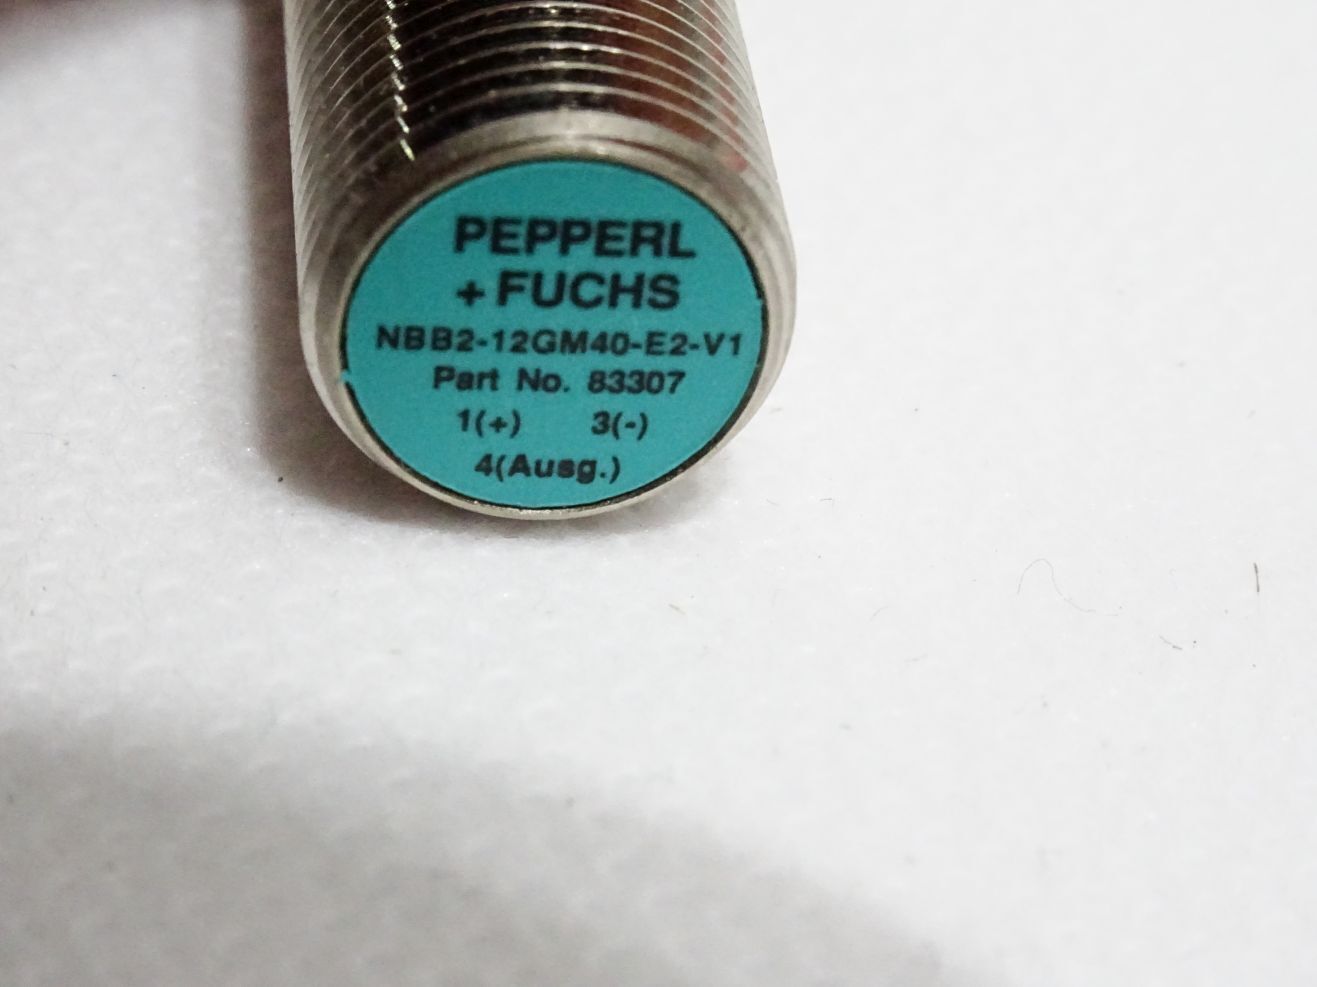 PEPPERL
+FUCHS
NBB2-12GM40-E2-V1
Part No. 83307
1(+) 3(-)
4(Ausg.)